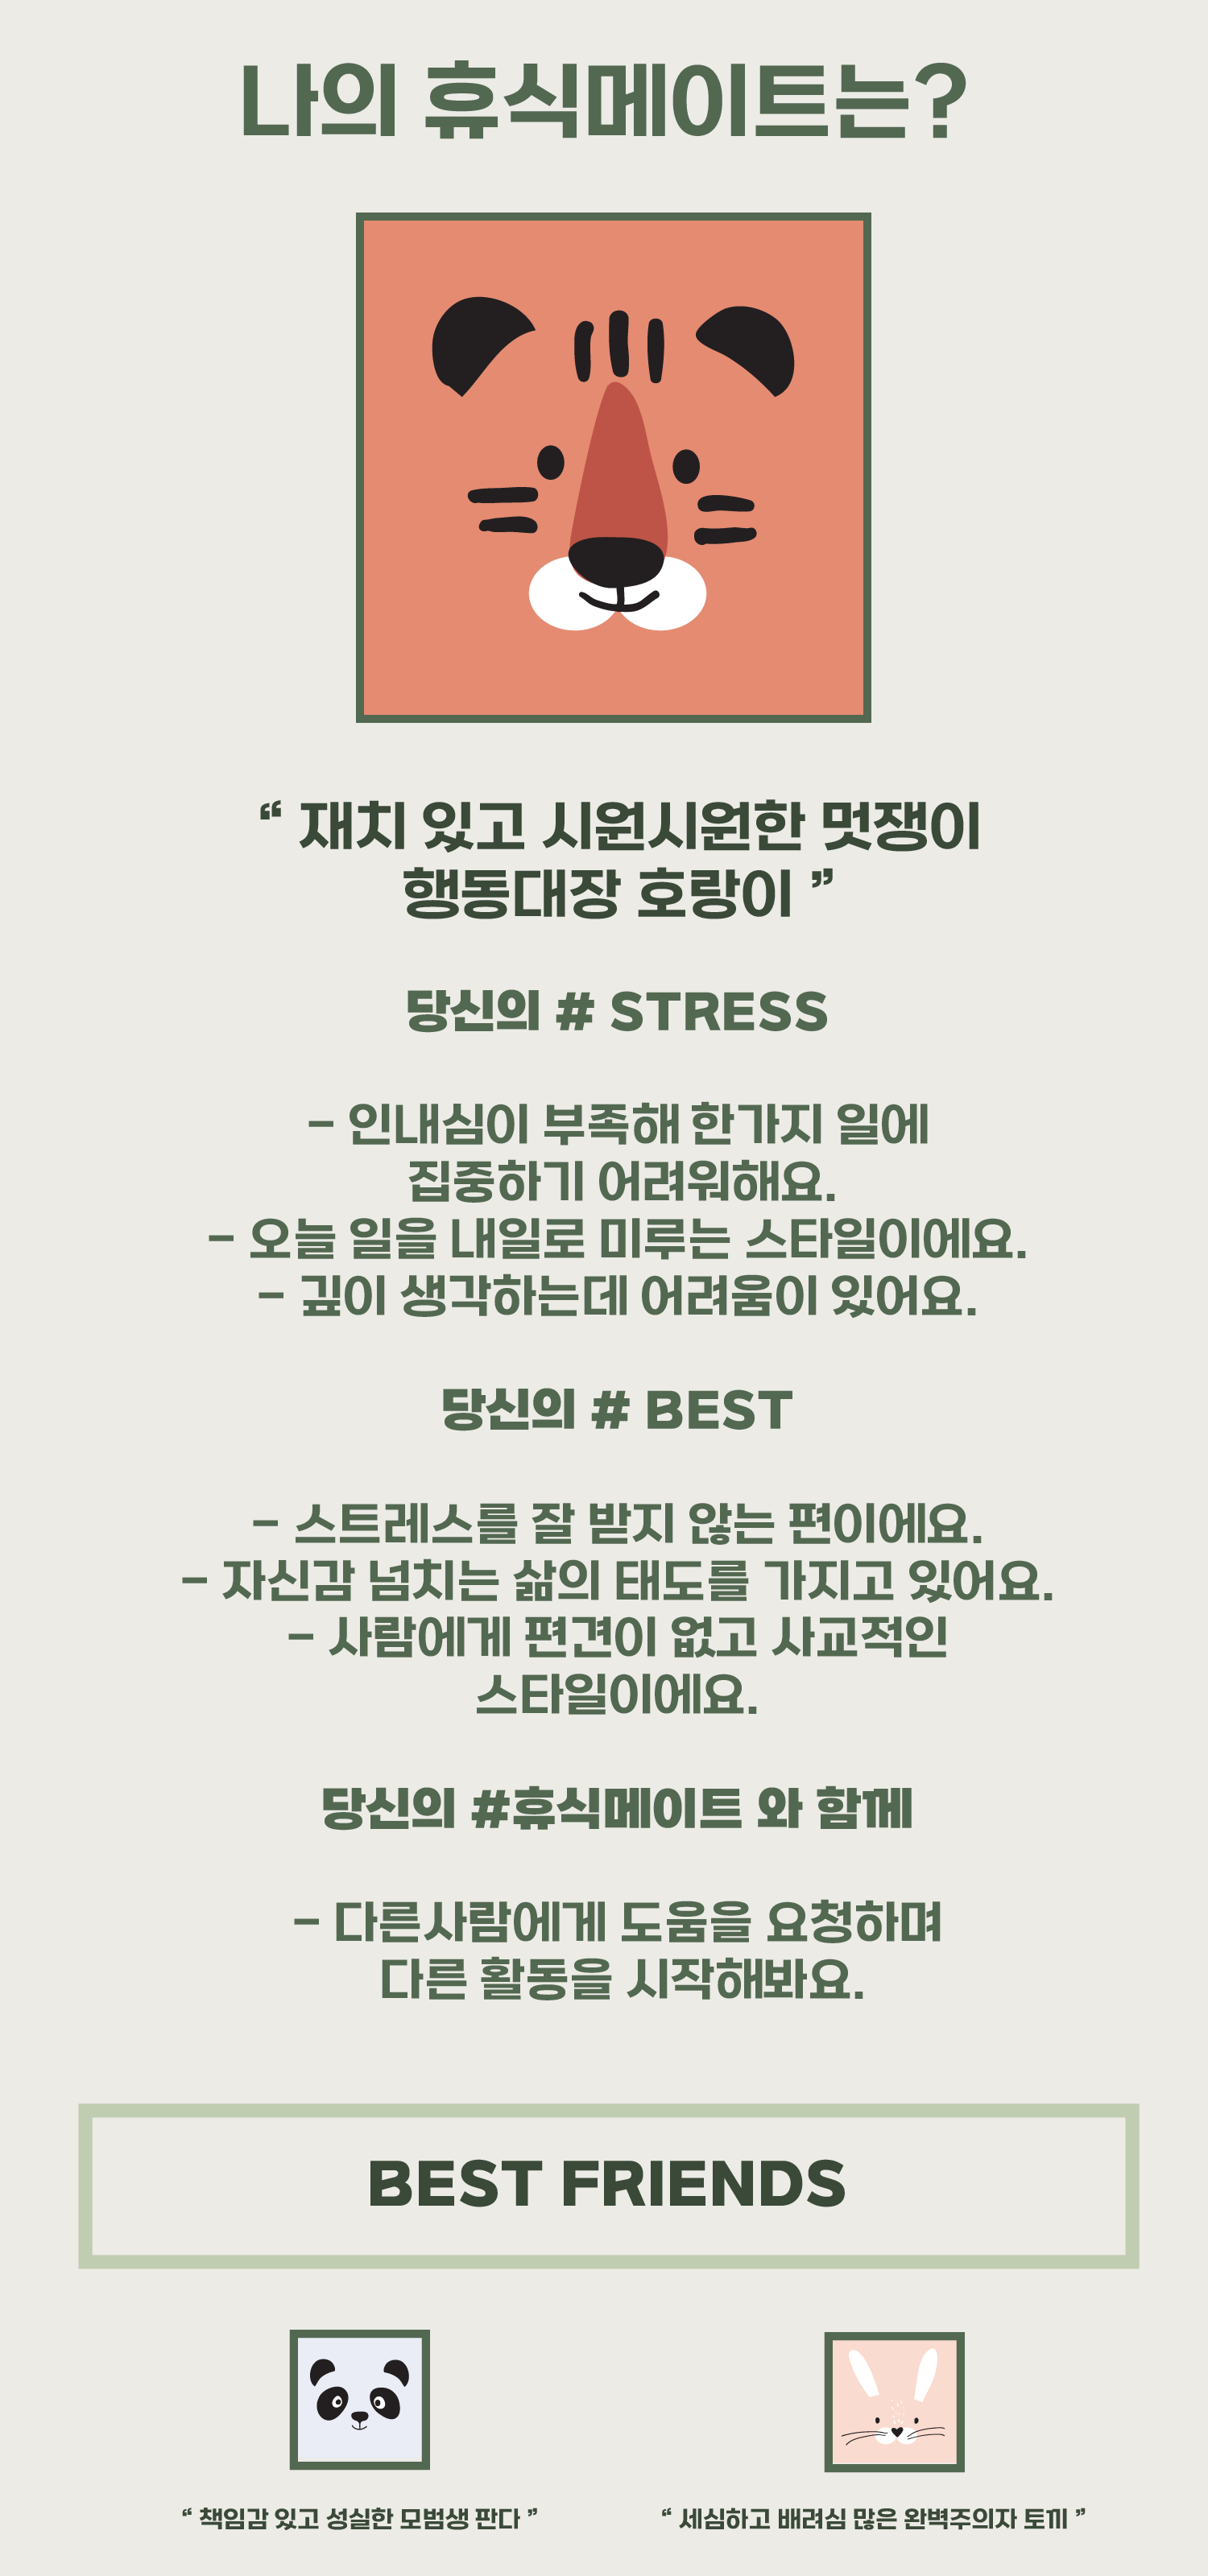 나의 휴식메이트는?
“ 재치 있고 시원시원한 멋쟁이
행동대장 호랑이 ”
당신의 # STRESS
- 인내심이 부족해 한가지 일에
집중하기 어려워해요.
- 오늘 일을 내일로 미루는 스타일이에요.
- 깊이 생각하는데 어려움이 있어요.
당신의 # BEST
- 스트레스를 잘 받지 않는 편이에요.
- 자신감 넘치는 삶의 태도를 가지고 있어요.
- 사람에게 편견이 없고 사교적인
스타일이에요.
당신의 #휴식메이트 와 함께
- 다른사람에게 도움을 요청하며
다른 활동을 시작해봐요.
BEST FRIENDS
“ 책임감 있고 성실한 모범생 판다 ”
“ 세심하고 배려심 많은 완벽주의자 토끼 ”